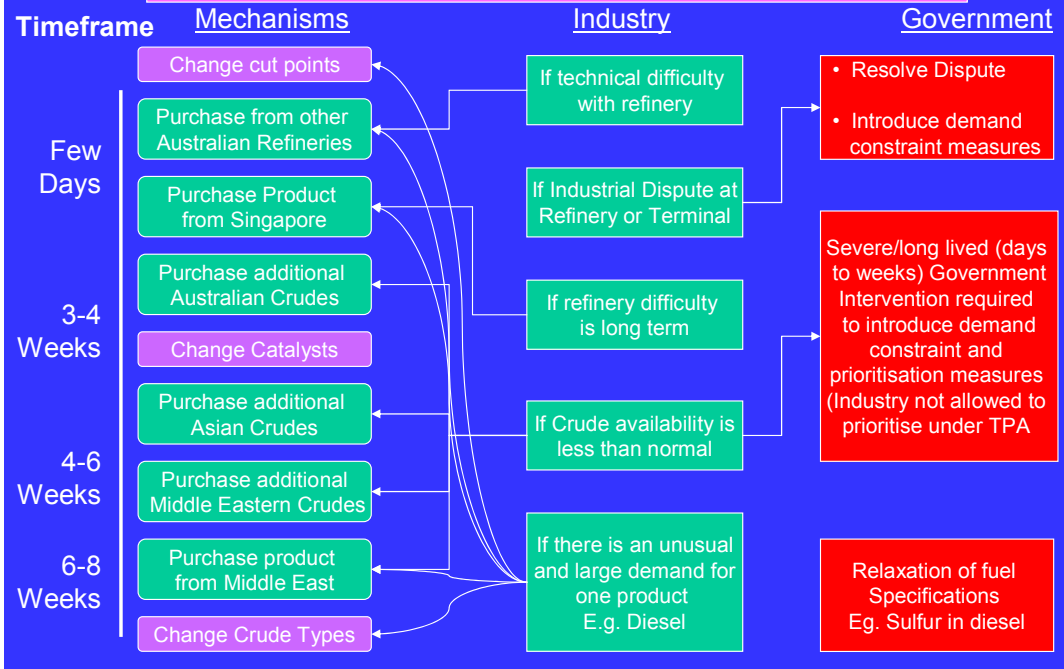 Timeframe
Mechanisms
Industry
Government
Change cut points
Purchase from other
Australian Refineries
Purchase Product
from Singapore
Purchase additional
Australian Crudes
Change Catalysts
Purchase additional
Asian Crudes
Purchase additional
Middle Eastern Crudes
Purchase product
from Middle East
Change Crude Types
Few
Days
3-4
Weeks
4-6
Weeks
6-8
Weeks
If technical difficulty
with refinery
If Industrial Dispute at
Refinery or Terminal
If refinery difficulty
is long term
If Crude availability is
less than normal
If there is an unusual
and large demand for
one product
E.g. Diesel
• Resolve Dispute
• Introduce demand
constraint measures
Severe/long lived (days
to weeks) Government
Intervention required
to introduce demand
constraint and
prioritisation measures
(Industry not allowed to
prioritise under TPA
Relaxation of fuel
Specifications
Eg. Sulfur in diesel